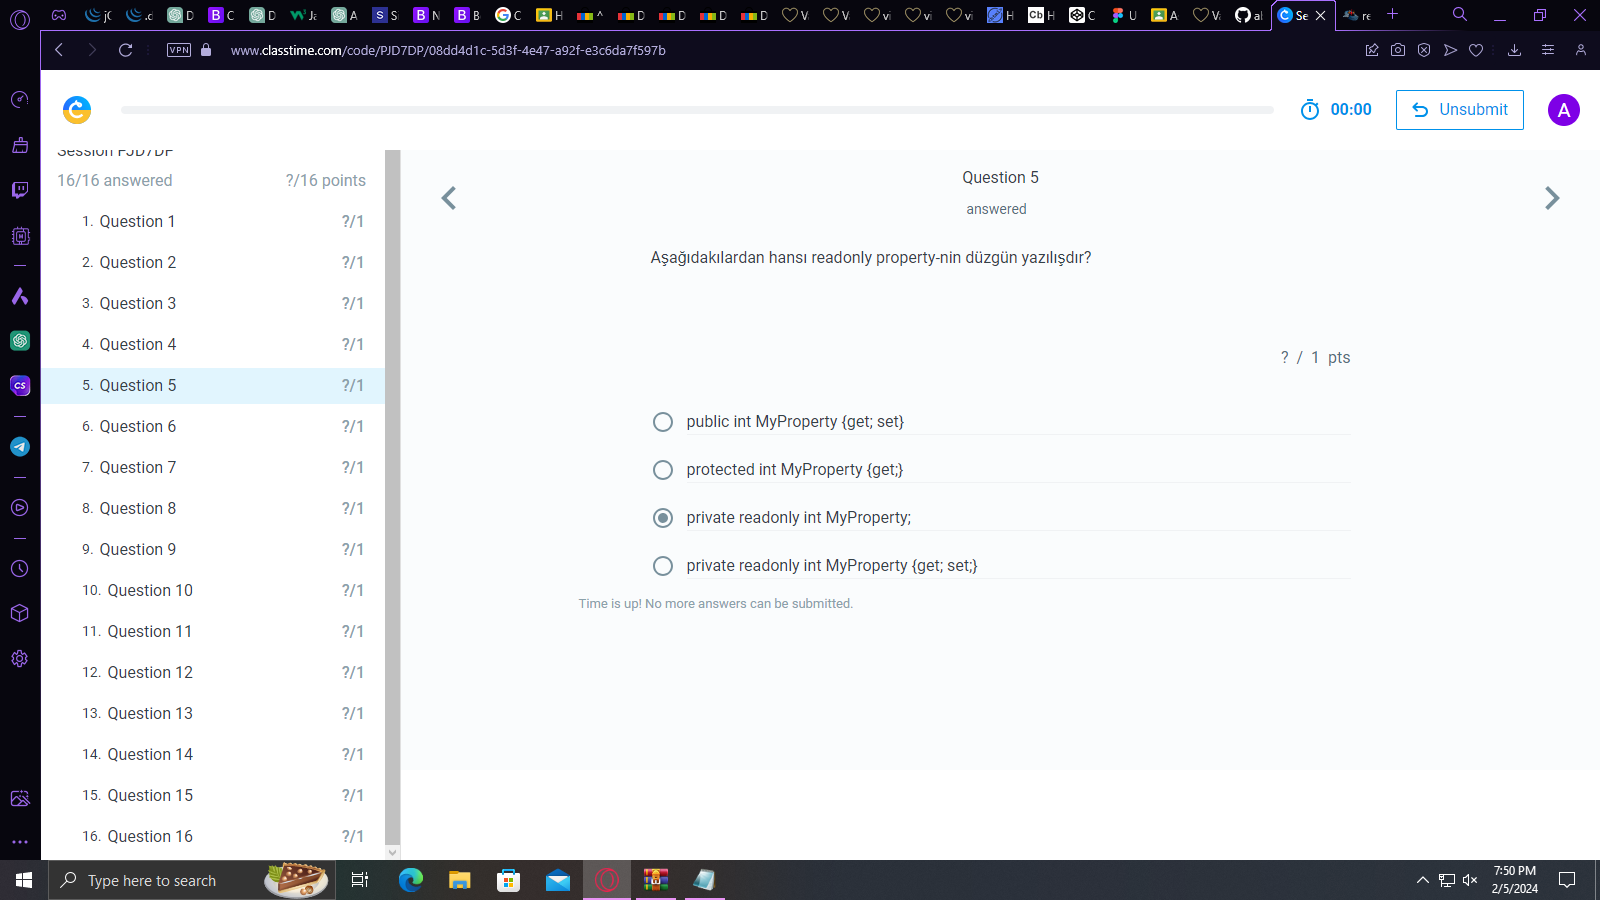 jC
.c
D
C
D
Ja
A
Si
N
B
C
H
^
D
D
D
D
V
V
vi
vi
vi
H
H
C
U
A
V
al
Se
re
VPN
www.classtime.com/code/PJD7DP/08dd4d1c-5d3f-4e47-a92f-e3c6da7f597b
00:00
Unsubmit
A
Session PJD7DP
16/16 answered
?/16 points
1. Question 1 ?/1
2. Question 2 ?/1
3. Question 3 ?/1
4. Question 4 ?/1
5. Question 5 ?/1
6. Question 6 ?/1
7. Question 7 ?/1
8. Question 8 ?/1
9. Question 9 ?/1
10. Question 10 ?/1
11. Question 11 ?/1
12. Question 12 ?/1
13. Question 13 ?/1
14. Question 14 ?/1
15. Question 15 ?/1
16. Question 16 ?/1
Question 5
answered
Aşağıdakılardan hansı readonly property-nin düzgün yazılışdır?
? / 1 pts
public int MyProperty {get; set}
protected int MyProperty {get;}
private readonly int MyProperty;
private readonly int MyProperty {get; set;}
Time is up! No more answers can be submitted.
Type here to search
7:50 PM
2/5/2024